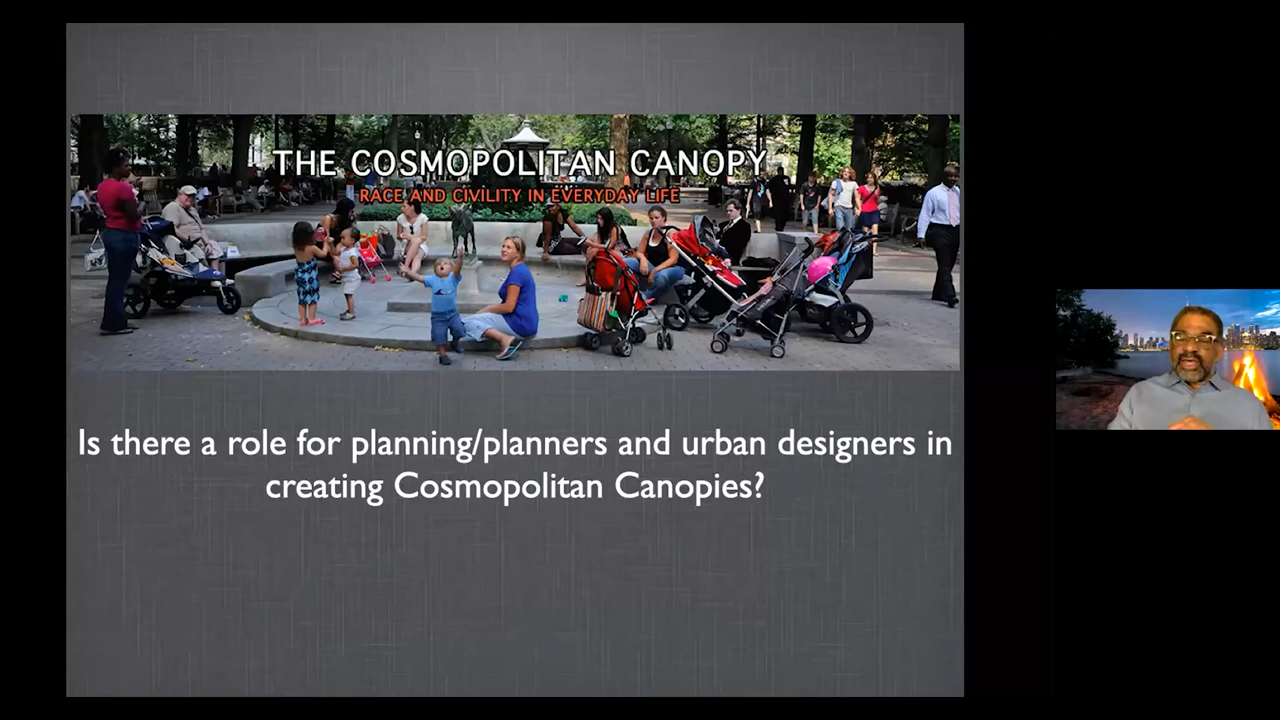 THE COSMOPOLITAN CANOPY
RACE AND CIVILITY IN EVERYDAY LIFE
Is there a role for planning/planners and urban designers in
creating Cosmopolitan Canopies?